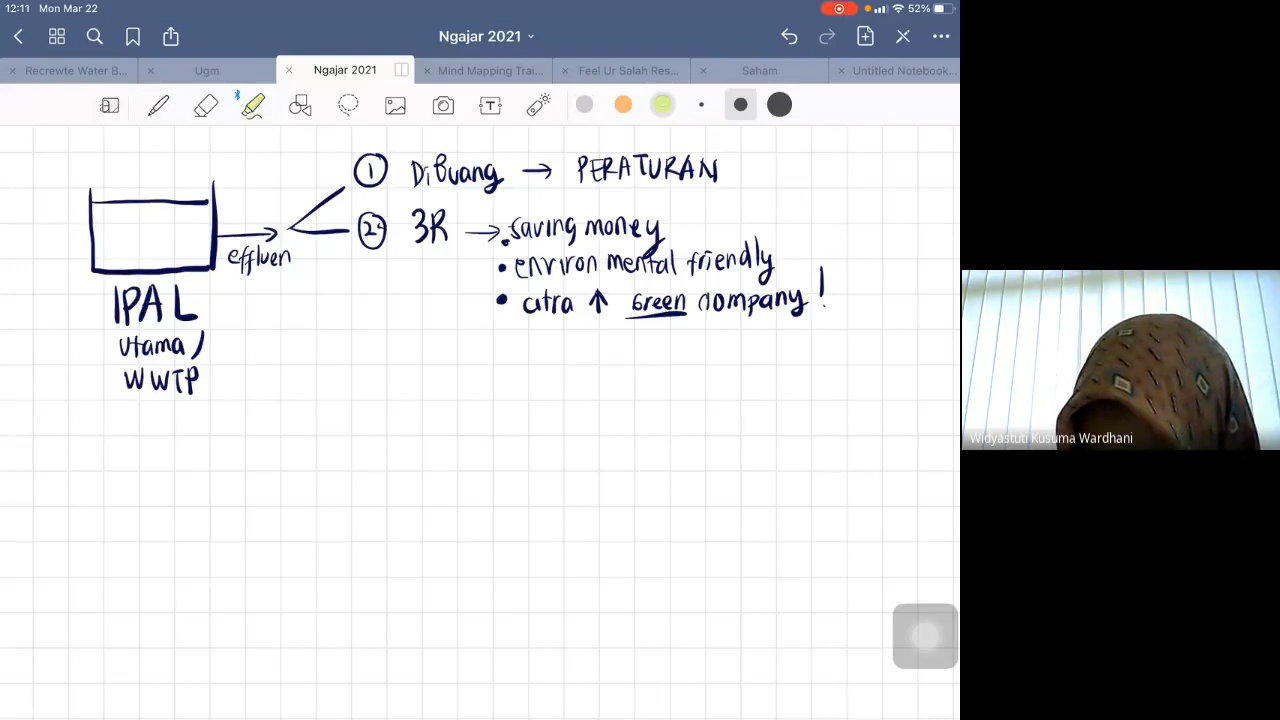 12:11 Mon Mar 22
52%
Ngajar 2021
Recrewte Water B...
Ugm
Ngajar 2021
Mind Mapping Trai...
Feel Ur Salah Res...
Saham
Untitled Notebook...
1 Dibuang → PERATURAN
2. 3R → • saving money
effluen
• environmental friendly
• citra ↑ Green company!
IPAL
Utama /
WWTP
Widyastuti Kusuma Wardhani